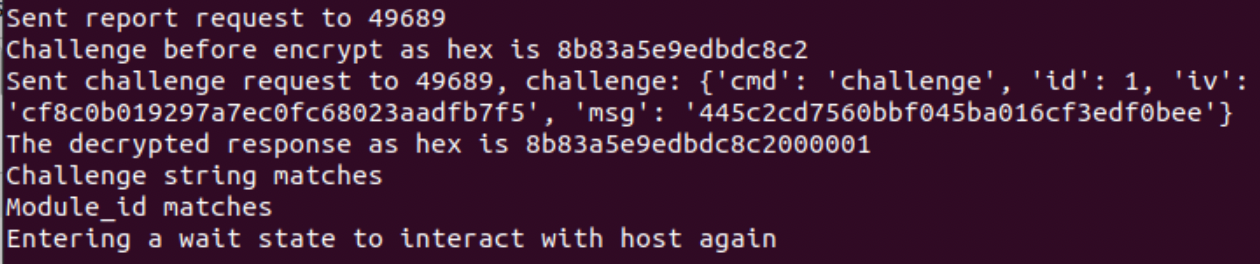 Sent report request to 49689
Challenge before encrypt as hex is 8b83a5e9edbdc8c2
Sent challenge request to 49689, challenge: {'cmd': 'challenge', 'id': 1, 'iv':
'cf8c0b019297a7ec0fc68023aadfb7f5', 'msg': '445c2cd7560bbf045ba016cf3edf0bee'}
The decrypted response as hex is 8b83a5e9edbdc8c2000001
Challenge string matches
Module_id matches
Entering a wait state to interact with host again